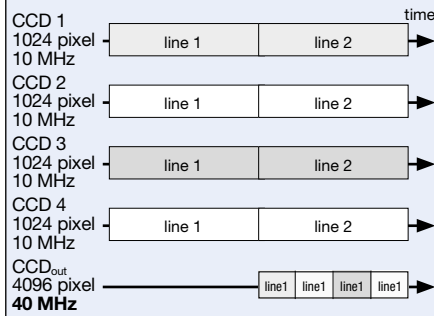 time
CCD 1
1024 pixel
10 MHz
line 1 line 2
CCD 2
1024 pixel
10 MHz
line 1 line 2
CCD 3
1024 pixel
10 MHz
line 1 line 2
CCD 4
1024 pixel
10 MHz
line 1 line 2
CCDout
4096 pixel
40 MHz
line1 line1 line1 line1